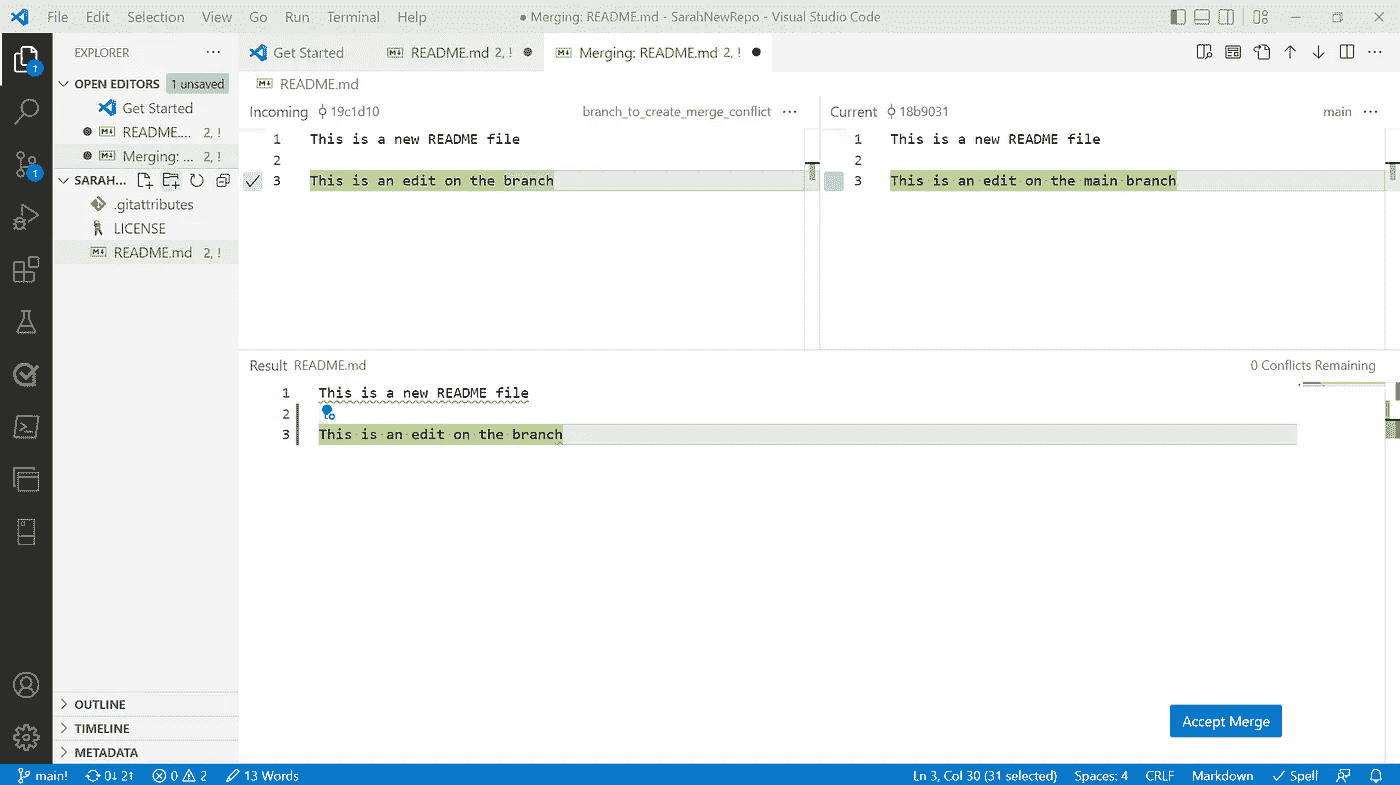 File Edit Selection View Go Run Terminal Help ● Merging: README.md - SarahNewRepo - Visual Studio Code
EXPLORER ···
Get Started README.md 2, ! ● Merging: README.md 2, ! ●
OPEN EDITORS 1 unsaved
Get Started
README.... 2, !
Merging: ... 2, !
SARAH...
.gitattributes
LICENSE
README.md 2, !
OUTLINE
TIMELINE
METADATA
README.md
Incoming 19c1d10 branch_to_create_merge_conflict ···
1 This is a new README file
2
3 This is an edit on the branch
Current 18b9031 main ···
1 This is a new README file
2
3 This is an edit on the main branch
Result README.md 0 Conflicts Remaining
1 This is a new README file
2
3 This is an edit on the branch
Accept Merge
1
1
main! 0↓ 2↑ 0 2 13 Words Ln 3, Col 30 (31 selected) Spaces: 4 CRLF Markdown Spell